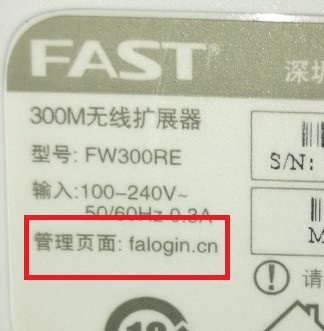 FAST
深圳
300M无线扩展器
型号: FW300RE
S/N:
输入:100-240V~
50/60Hz 0.3A
管理页面: falogin.cn
M
请